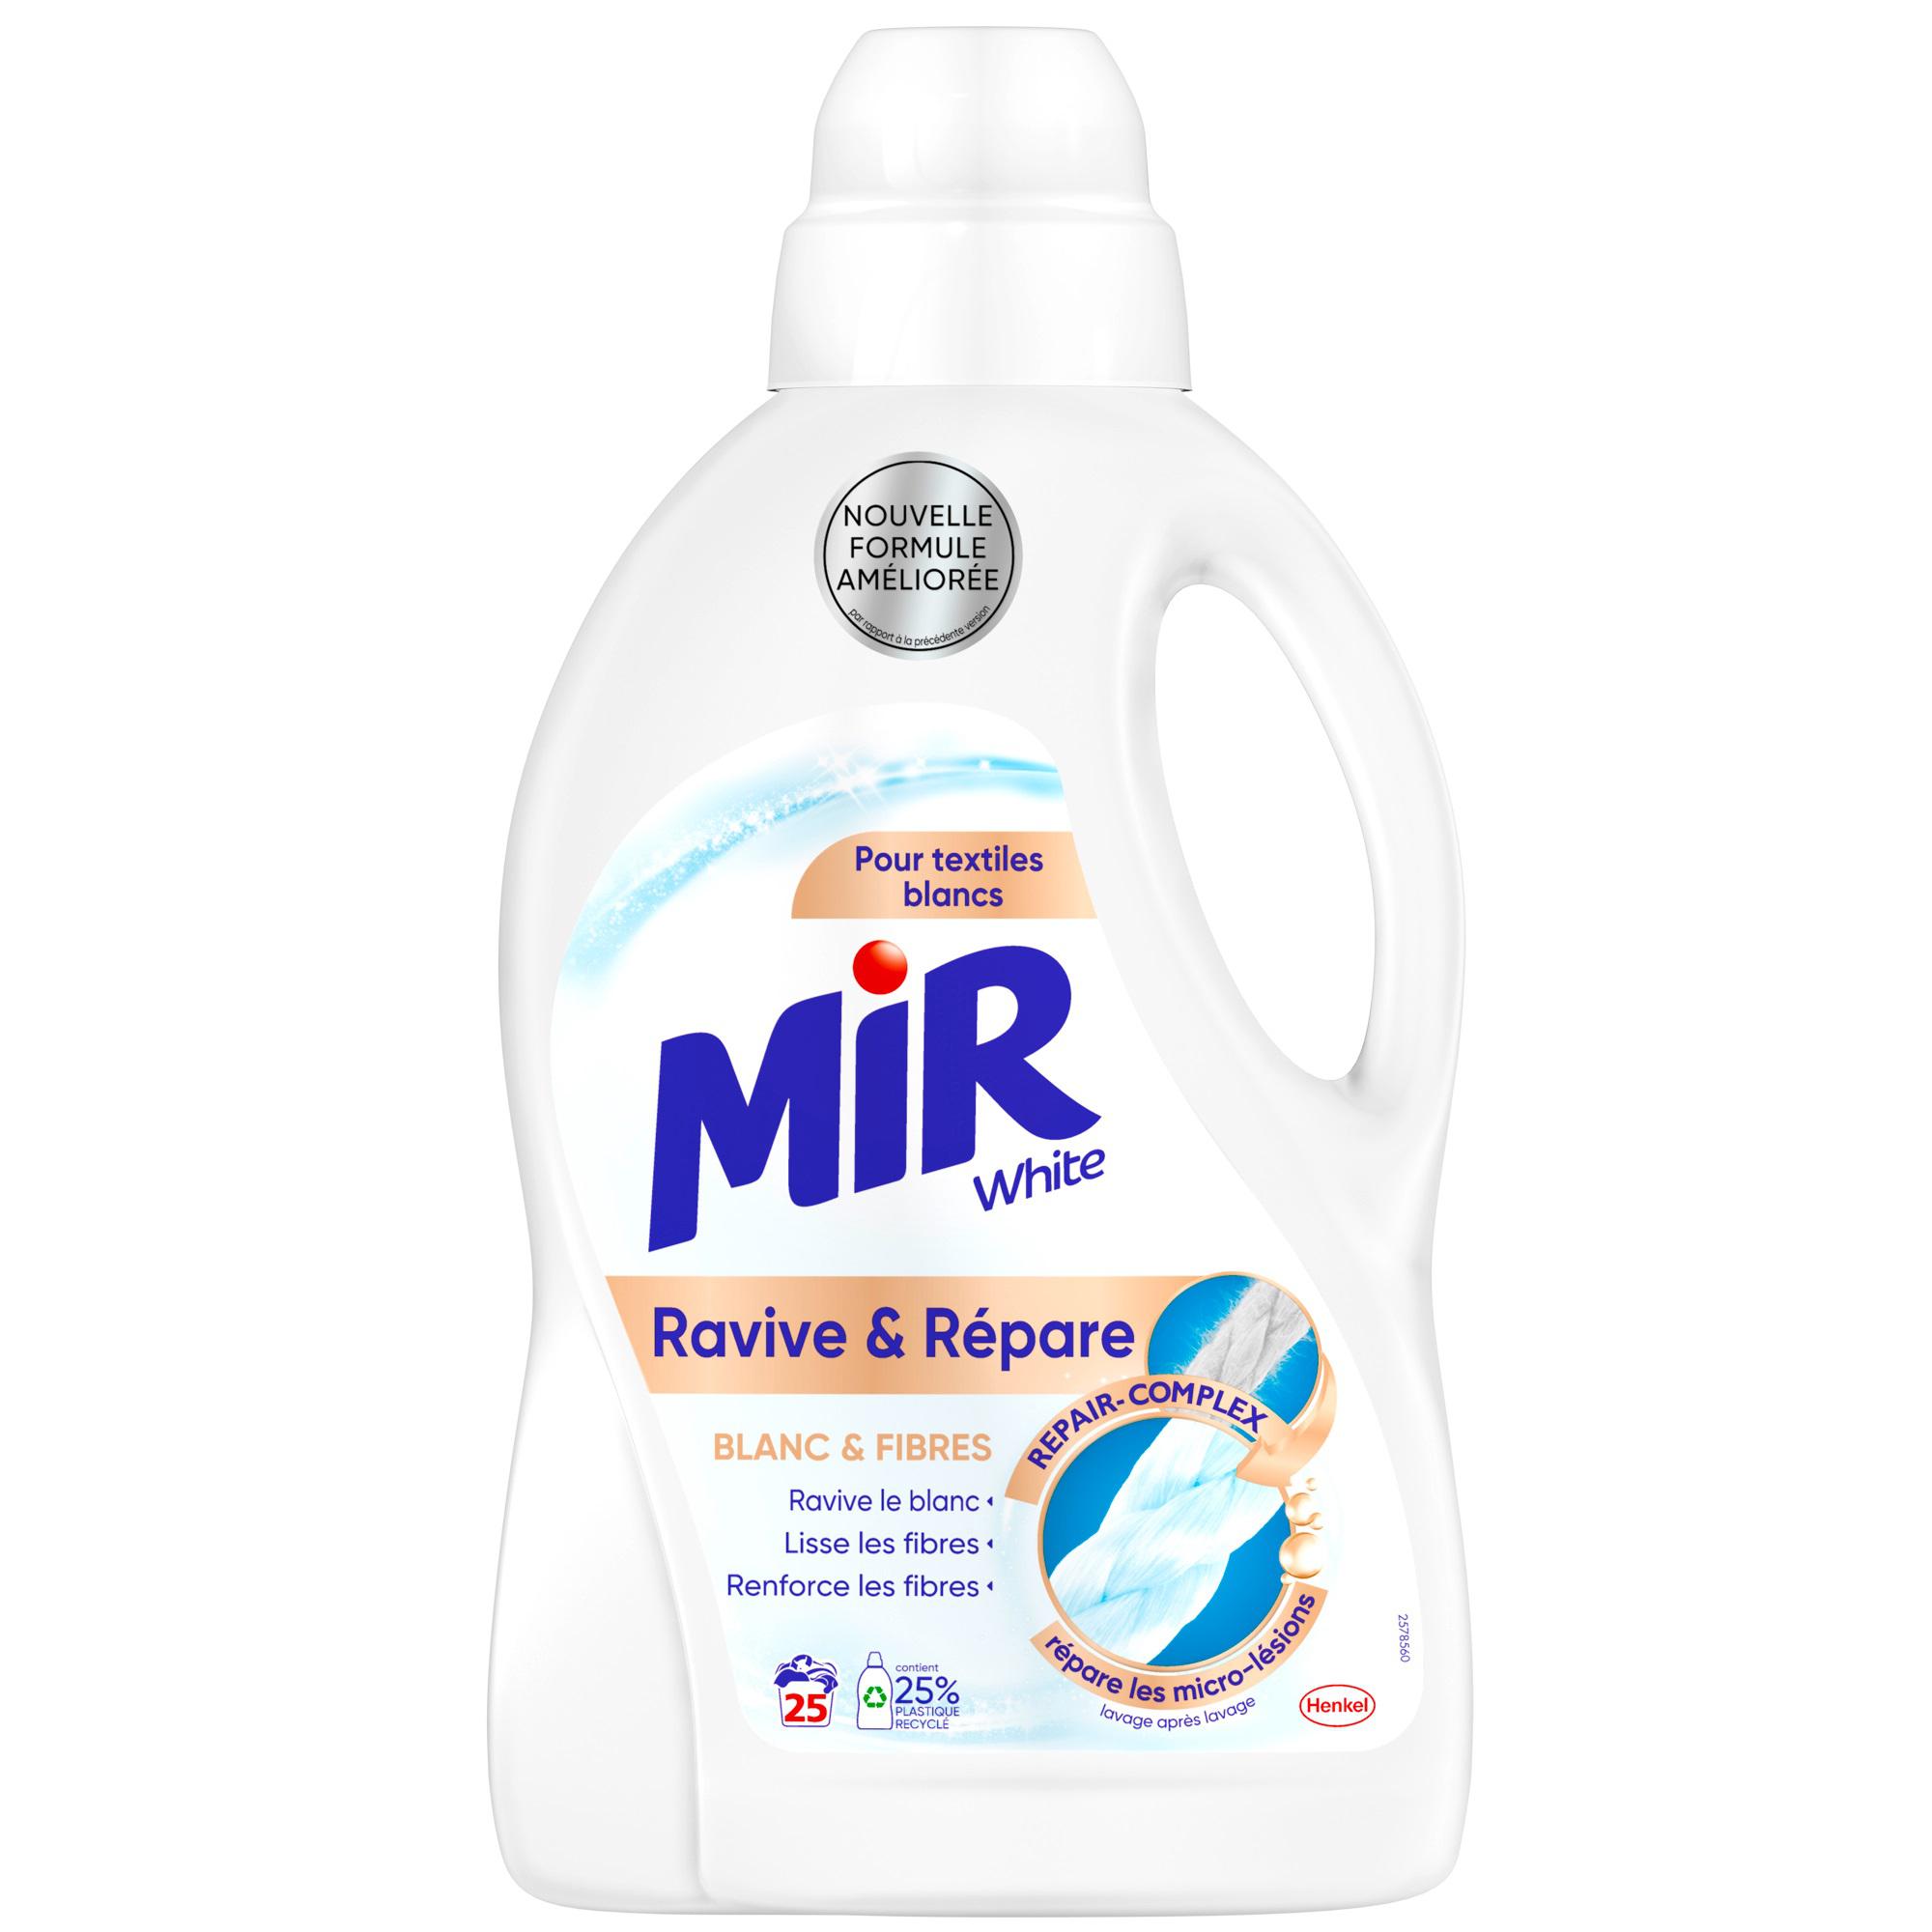 NOUVELLE
FORMULE
AMÉLIORÉE
par rapport à la précédente version
Pour textiles
blancs
MiR
White
Ravive & Répare
REPAIR-COMPLEX
BLANC & FIBRES
Ravive le blanc
Lisse les fibres
Renforce les fibres
répare les micro-lésions
lavage après lavage
25
contient
25%
PLASTIQUE
RECYCLÉ
Henkel
2578560